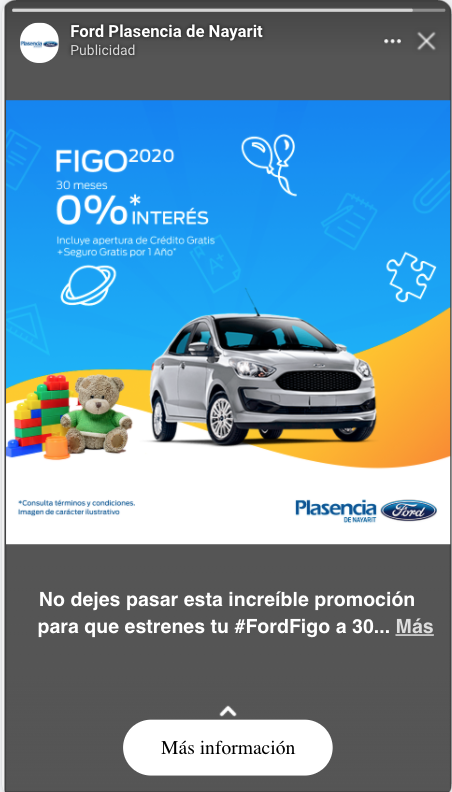 Ford Plasencia de Nayarit
Publicidad
FIGO2020
30 meses
0%*INTERÉS
Incluye apertura de Crédito Gratis
+Seguro Gratis por 1 Año*
A+
*Consulta términos y condiciones.
Imagen de carácter ilustrativo
Plasencia Ford
DE NAYARIT
No dejes pasar esta increíble promoción
para que estrenes tu #FordFigo a 30... Más
Más información